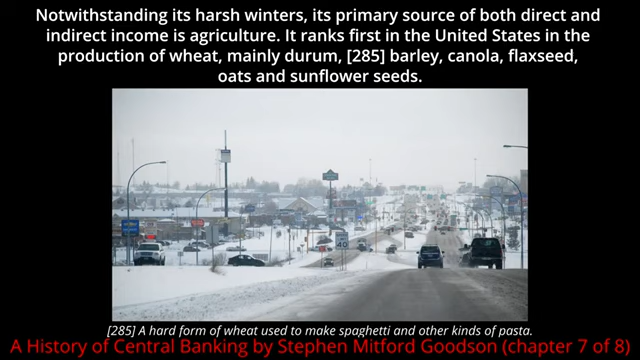 Notwithstanding its harsh winters, its primary source of both direct and
indirect income is agriculture. It ranks first in the United States in the
production of wheat, mainly durum, [285] barley, canola, flaxseed,
oats and sunflower seeds.
40
[285] A hard form of wheat used to make spaghetti and other kinds of pasta.
A History of Central Banking by Stephen Mitford Goodson (chapter 7 of 8)